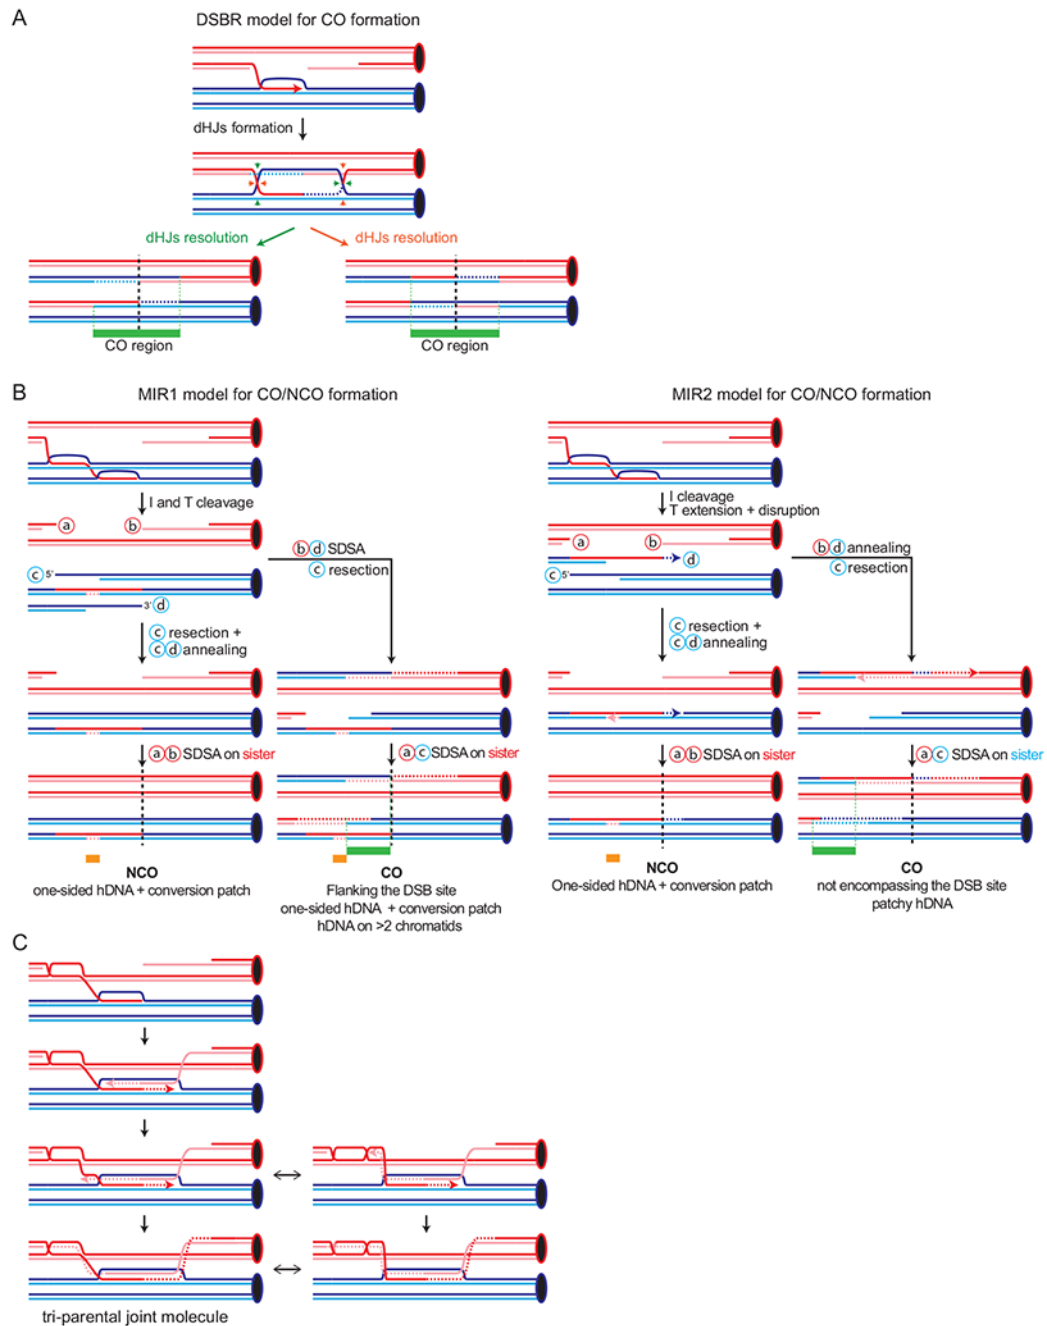 A
DSBR model for CO formation
dHJs formation
dHJs resolution
dHJs resolution
CO region
CO region
B
MIR1 model for CO/NCO formation
I and T cleavage
a
b
c 5'
3' d
b d SDSA
c resection
c resection +
c d annealing
a b SDSA on sister
a c SDSA on sister
NCO
one-sided hDNA + conversion patch
CO
Flanking the DSB site
one-sided hDNA + conversion patch
hDNA on >2 chromatids
MIR2 model for CO/NCO formation
I cleavage
T extension + disruption
a
b
d
c 5'
b d annealing
c resection
c resection +
c d annealing
a b SDSA on sister
a c SDSA on sister
NCO
One-sided hDNA + conversion patch
CO
not encompassing the DSB site
patchy hDNA
C
tri-parental joint molecule